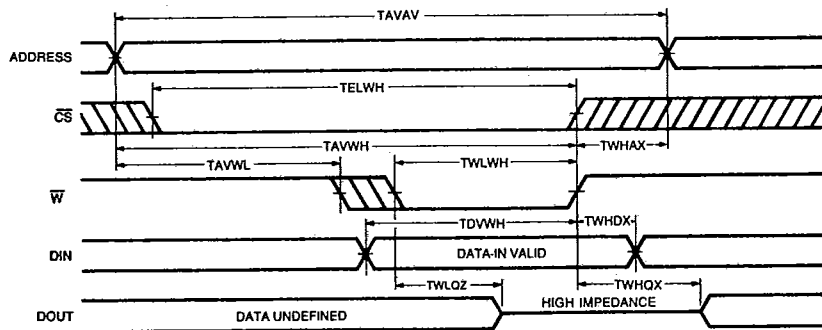 TAVAV
ADDRESS
TELWH
CS
TAVWH
TWHAX
TAVWL
TWLWH
W
TDVWH
TWHDX
DIN
DATA-IN VALID
TWLQZ
TWHQX
HIGH IMPEDANCE
DOUT
DATA UNDEFINED